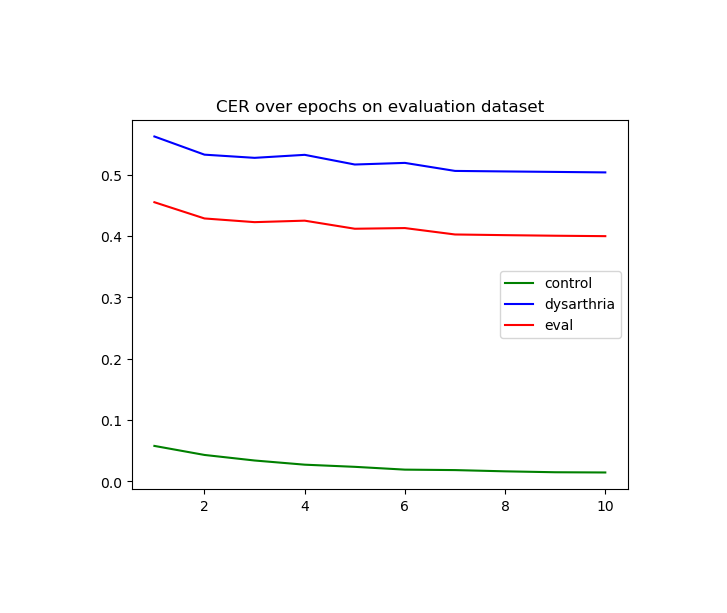 CER over epochs on evaluation dataset
0.5
0.4
0.3
0.2
0.1
0.0
control
dysarthria
eval
2 4 6 8 10